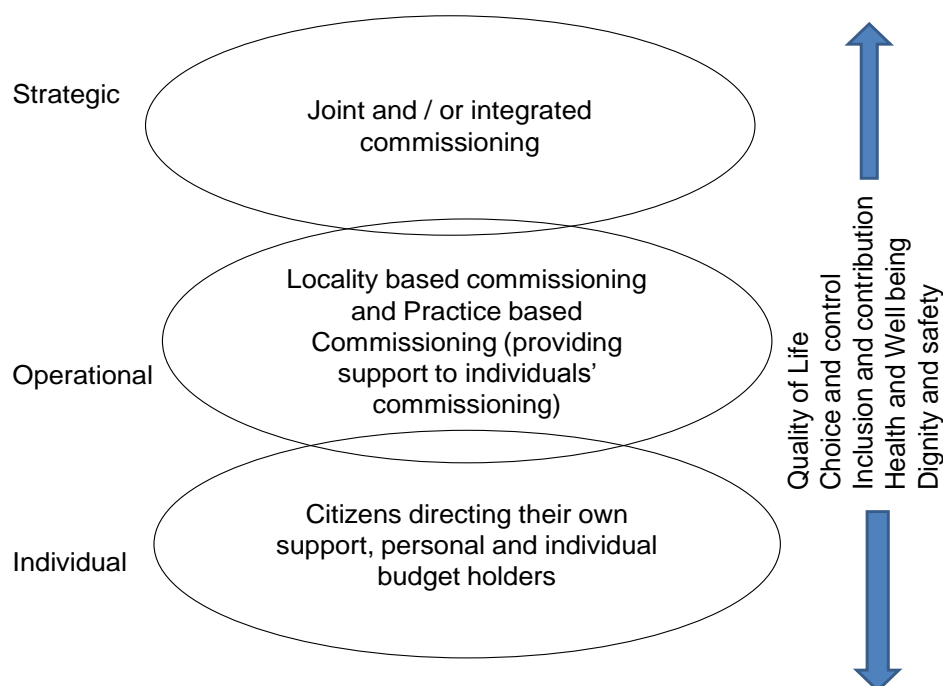 Strategic
Joint and / or integrated
commissioning
Operational
Locality based commissioning
and Practice based
Commissioning (providing
support to individuals’
commissioning)
Individual
Citizens directing their own
support, personal and individual
budget holders
Quality of Life
Choice and control
Inclusion and contribution
Health and Well being
Dignity and safety